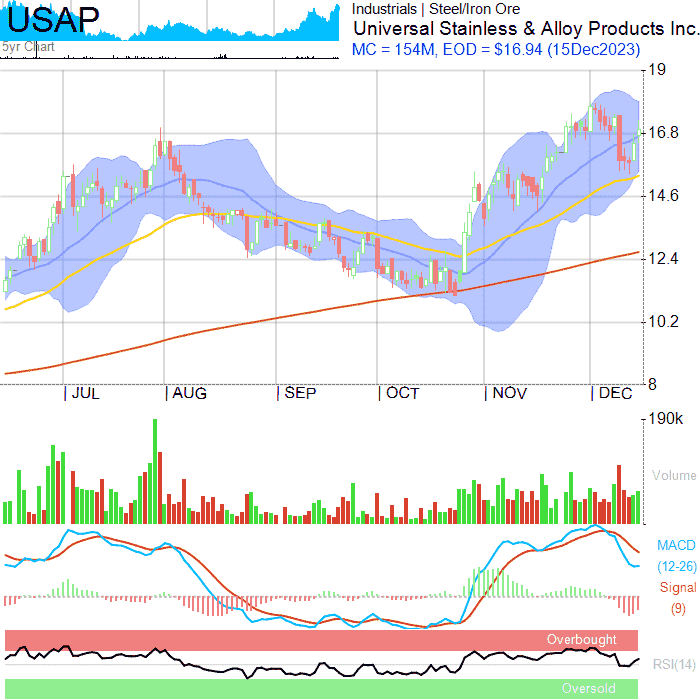 USAP
5yr Chart
Industrials | Steel/Iron Ore
Universal Stainless & Alloy Products Inc.
MC = 154M, EOD = $16.94 (15Dec2023)
19
16.8
14.6
12.4
10.2
8
JUL AUG SEP OCT NOV DEC
190k
Volume
MACD
(12-26)
Signal
(9)
Overbought
RSI(14)
Oversold